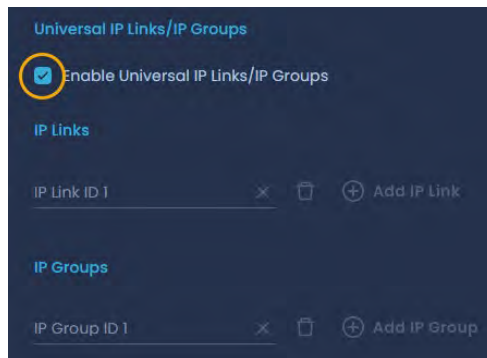 Universal IP Links/IP Groups
Enable Universal IP Links/IP Groups
IP Links
IP Link ID 1 Add IP Link
IP Groups
IP Group ID 1 Add IP Group